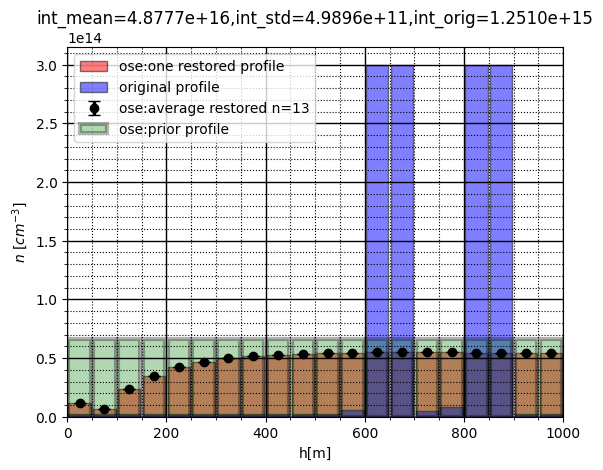 int_mean=4.8777e+16,int_std=4.9896e+11,int_orig=1.2510e+15
1e14
ose:one restored profile
original profile
ose:average restored n=13
ose:prior profile
3.0
2.5
2.0
1.5
1.0
0.5
0.0
n [cm⁻³]
0 200 400 600 800 1000
h[m]